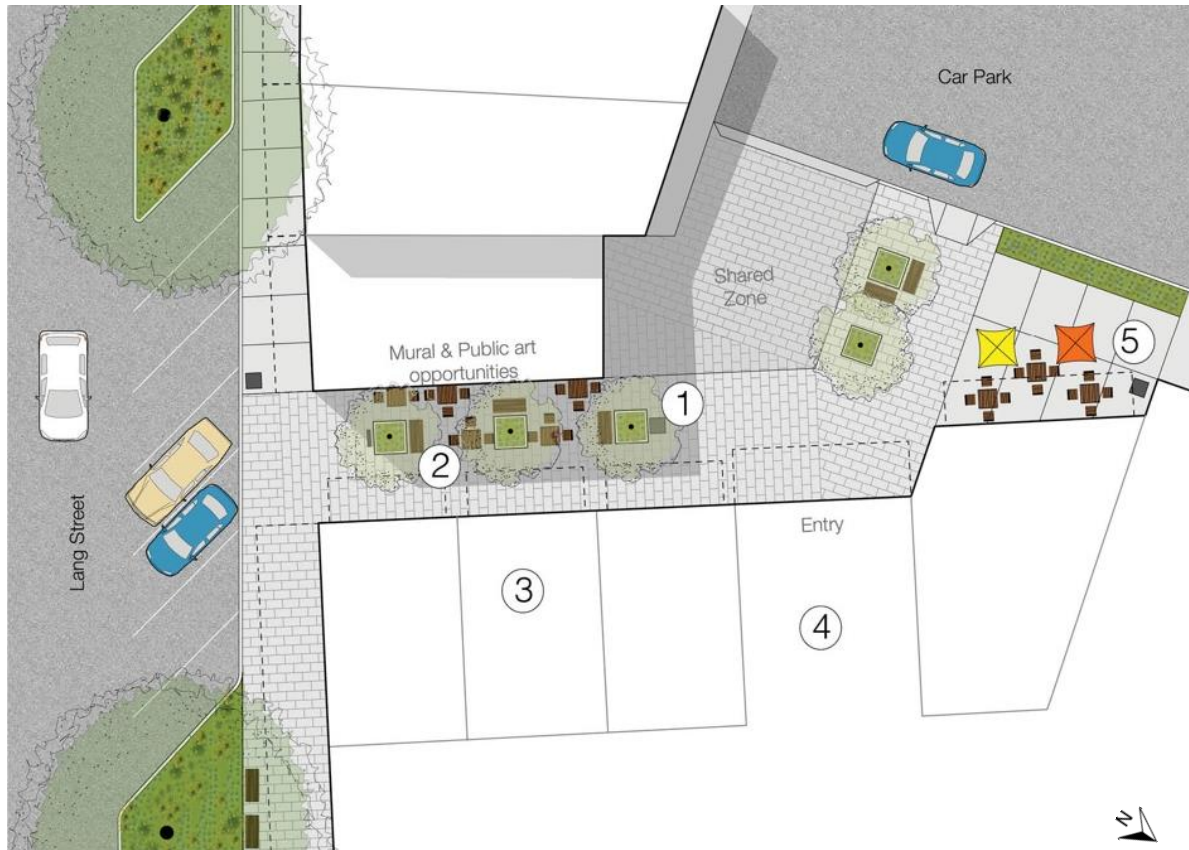 Car Park
Shared
Zone
5
Mural & Public art
opportunities
1
2
Lang Street
Entry
3
4
N